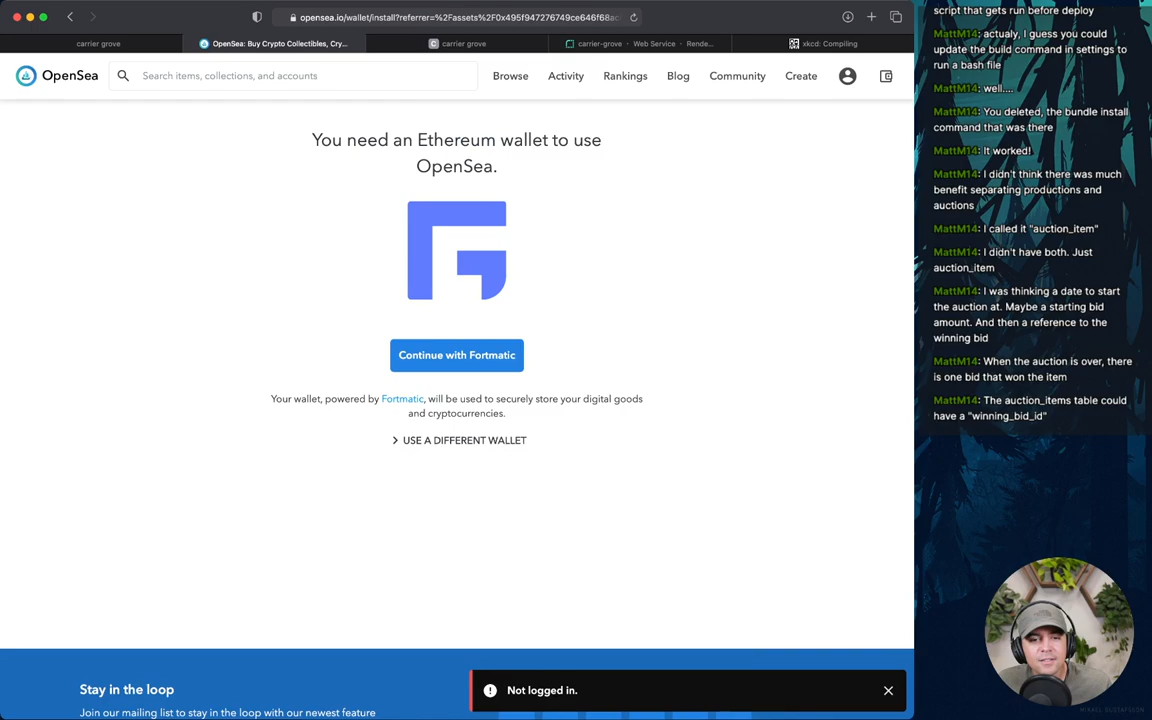 opensea.io/wallet/install?referrer=%2Fassets%2F0x495f947276749ce646f68a
carrier grove
OpenSea: Buy Crypto Collectibles, Cry...
carrier grove
carrier-grove · Web Service · Rende...
xkcd: Compiling
OpenSea
Search items, collections, and accounts
Browse
Activity
Rankings
Blog
Community
Create
You need an Ethereum wallet to use
OpenSea.
Continue with Fortmatic
Your wallet, powered by Fortmatic, will be used to securely store your digital goods
and cryptocurrencies.
USE A DIFFERENT WALLET
Stay in the loop
Join our mailing list to stay in the loop with our newest feature
Not logged in.
script that gets run before deploy
MattM14: actualy, I guess you could
update the build command in settings to
run a bash file
MattM14: well....
MattM14: You deleted, the bundle install
command that was there
MattM14: It worked!
MattM14: I didn't think there was much
benefit separating productions and
auctions
MattM14: I called it "auction_item"
MattM14: I didn't have both. Just
auction_item
MattM14: I was thinking a date to start
the auction at. Maybe a starting bid
amount. And then a reference to the
winning bid
MattM14: When the auction is over, there
is one bid that won the item
MattM14: The auction_items table could
have a "winning_bid_id"
MIKAEL GUSTAFSSON